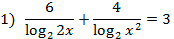 1) 6/(log₂ 2x) + 4/(log₂ x²) = 3